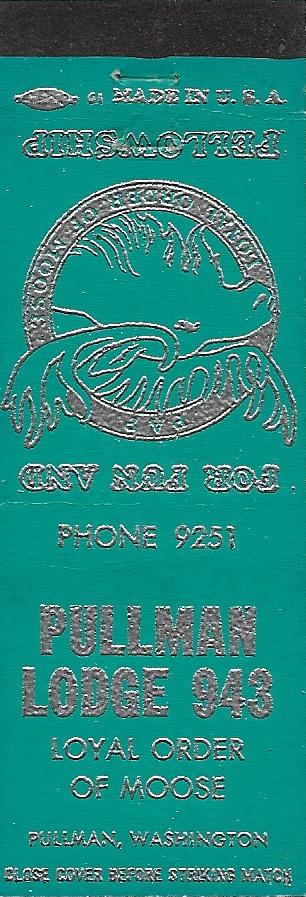 MADE IN U. S. A.
FELLOWSHIP
LOYAL ORDER OF MOOSE
PAP
FOR FUN AND
PHONE 9251
PULLMAN
LODGE 943
LOYAL ORDER
OF MOOSE
PULLMAN, WASHINGTON
CLOSE COVER BEFORE STRIKING MATCH